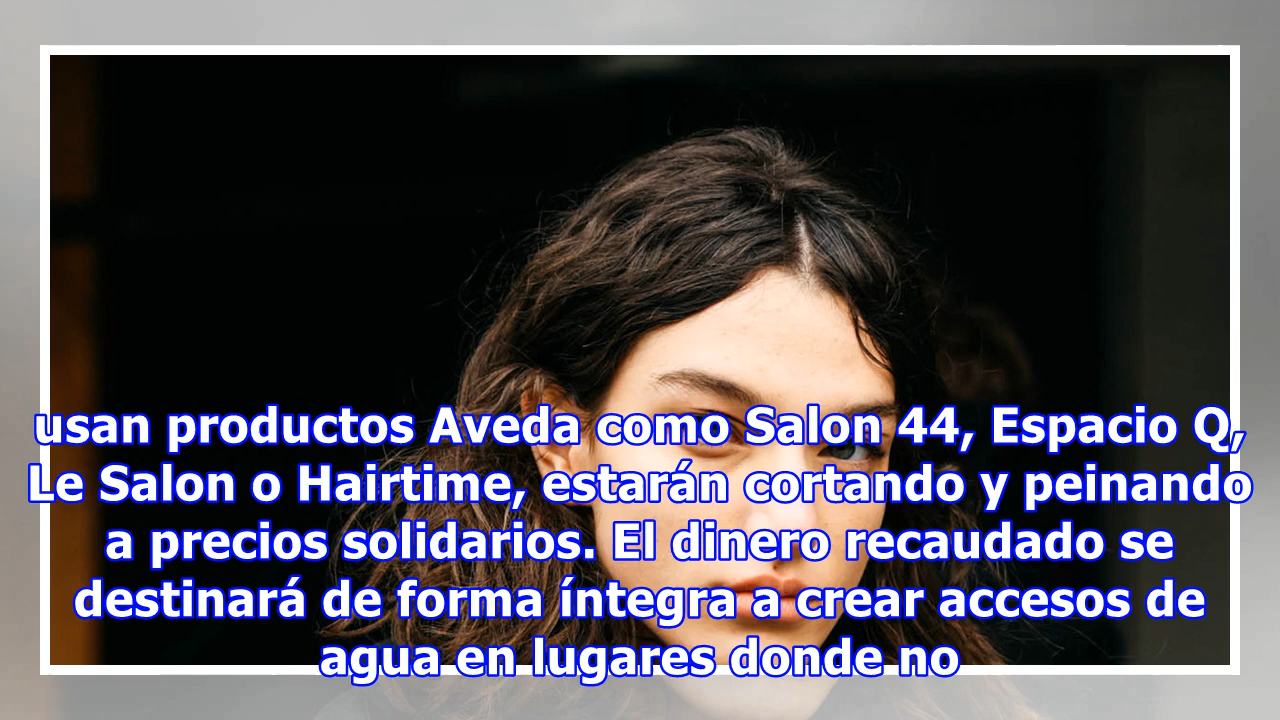 usan productos Aveda como Salon 44, Espacio Q,
Le Salon o Hairtime, estarán cortando y peinando
a precios solidarios. El dinero recaudado se
destinará de forma íntegra a crear accesos de
agua en lugares donde no